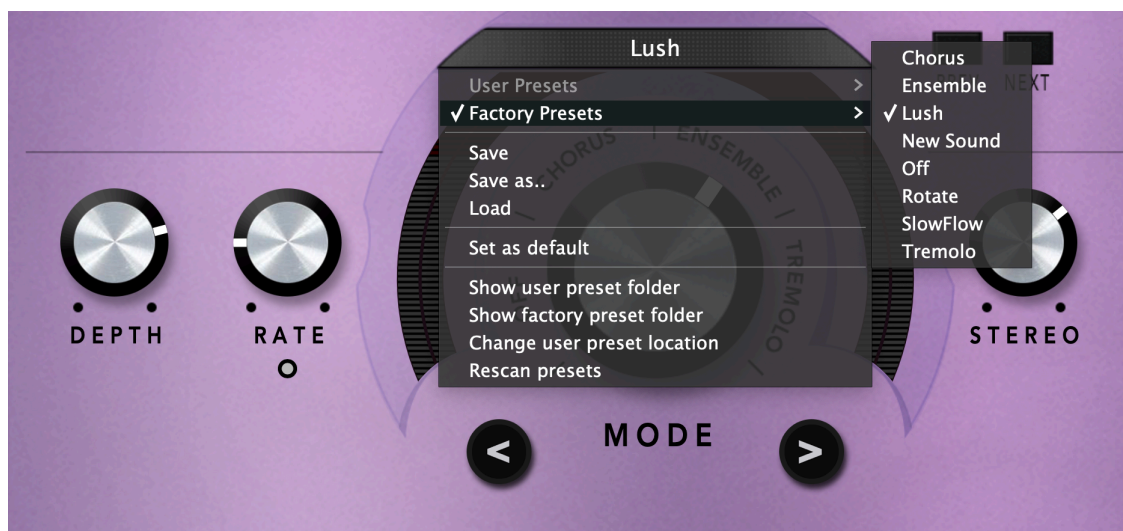 Lush
User Presets
Factory Presets
Save
Save as..
Load
Set as default
Show user preset folder
Show factory preset folder
Change user preset location
Rescan presets
Chorus
Ensemble
Lush
New Sound
Off
Rotate
SlowFlow
Tremolo
NEXT
CHORUS
ENSEMBLE
TREMOLO
DEPTH
RATE
STEREO
MODE
<
>